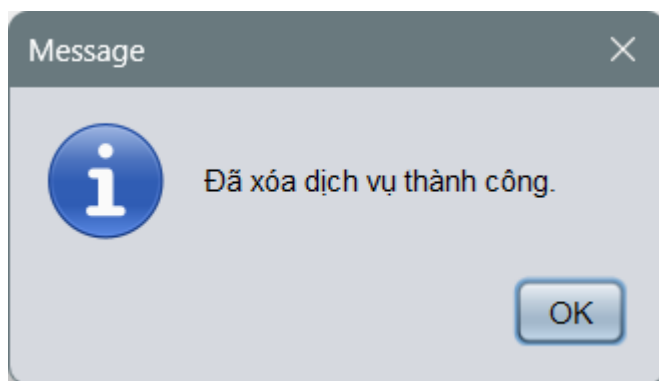 Message
Đã xóa dịch vụ thành công.
OK